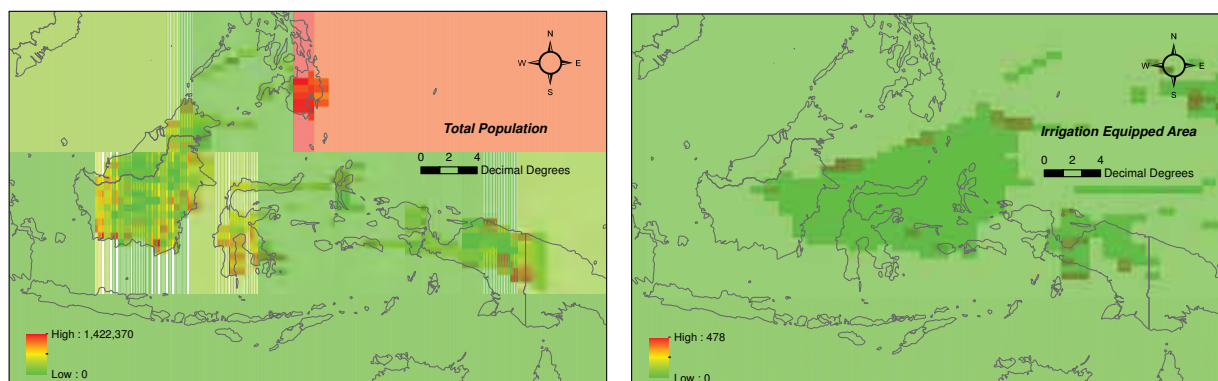 N
W E
S
Total Population
0 2 4
Decimal Degrees
High : 1,422,370
Low : 0
N
W E
S
Irrigation Equipped Area
0 2 4
Decimal Degrees
High : 478
Low : 0